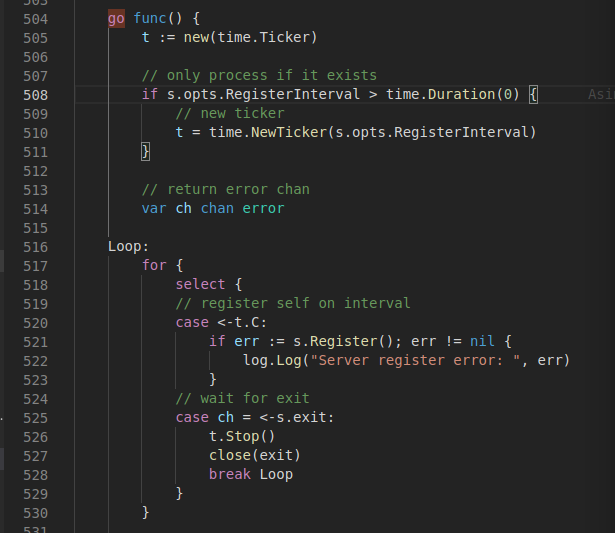 503
504 go func() {
505 t := new(time.Ticker)
506
507 // only process if it exists
508 if s.opts.RegisterInterval > time.Duration(0) { Asi
509 // new ticker
510 t = time.NewTicker(s.opts.RegisterInterval)
511 }
512
513 // return error chan
514 var ch chan error
515
516 Loop:
517 for {
518 select {
519 // register self on interval
520 case <-t.C:
521 if err := s.Register(); err != nil {
522 log.Log("Server register error: ", err)
523 }
524 // wait for exit
525 case ch = <-s.exit:
526 t.Stop()
527 close(exit)
528 break Loop
529 }
530 }
531